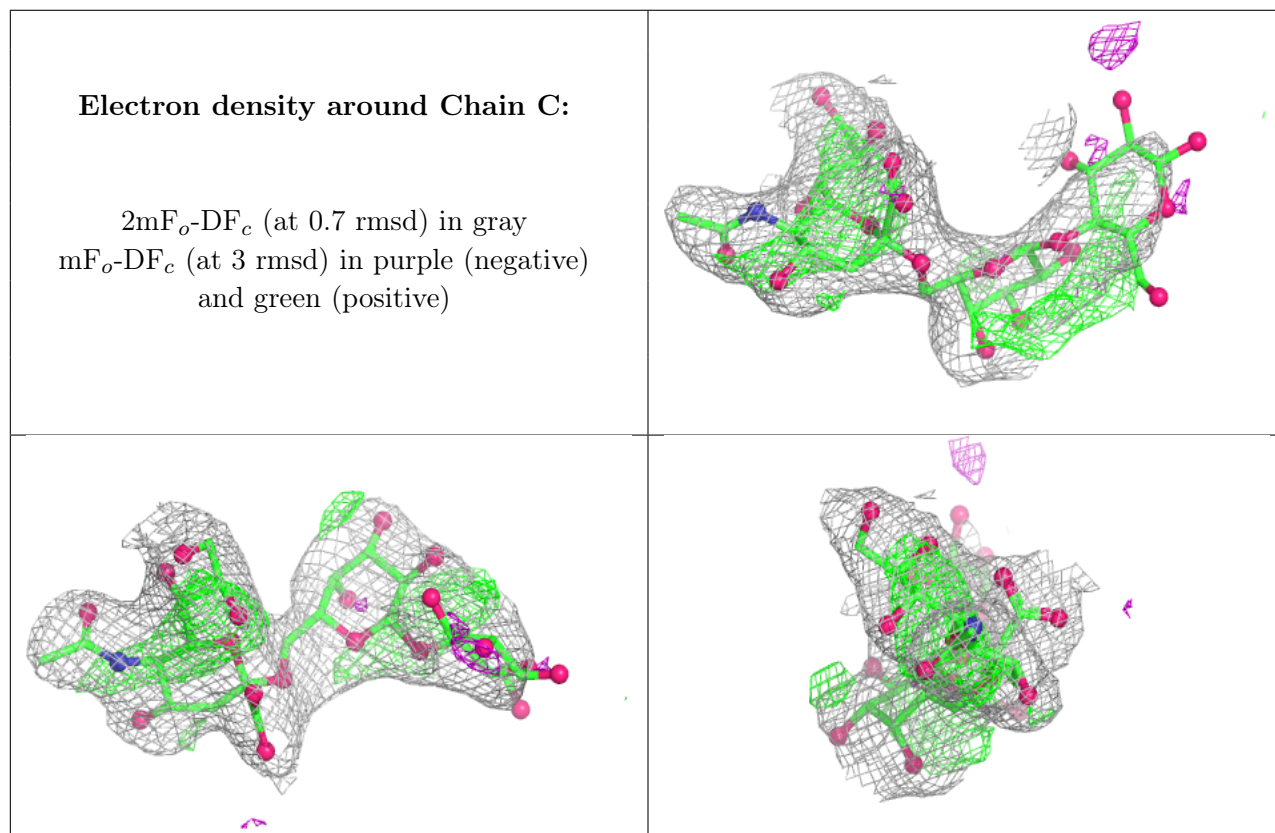 Electron density around Chain C:
2mFo-DFc (at 0.7 rmsd) in gray
mFo-DFc (at 3 rmsd) in purple (negative)
and green (positive)